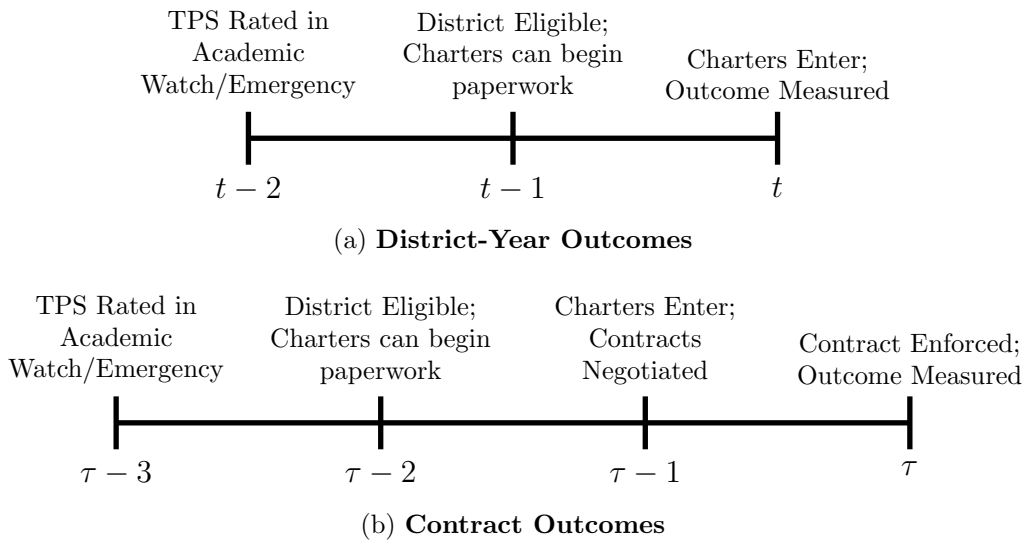 TPS Rated in
Academic
Watch/Emergency
District Eligible;
Charters can begin
paperwork
Charters Enter;
Outcome Measured
t − 2
t − 1
t
(a) District-Year Outcomes
TPS Rated in
Academic
Watch/Emergency
District Eligible;
Charters can begin
paperwork
Charters Enter;
Contracts
Negotiated
Contract Enforced;
Outcome Measured
τ − 3
τ − 2
τ − 1
τ
(b) Contract Outcomes